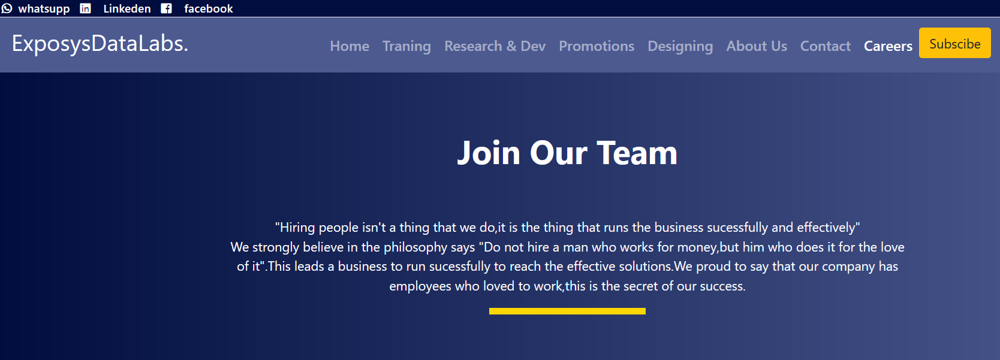 whatsupp Linkeden facebook
ExposysDataLabs. Home Traning Research & Dev Promotions Designing About Us Contact Careers Subscibe
Join Our Team
"Hiring people isn't a thing that we do,it is the thing that runs the business sucessfully and effectively"
We strongly believe in the philosophy says "Do not hire a man who works for money,but him who does it for the love
of it".This leads a business to run sucessfully to reach the effective solutions.We proud to say that our company has
employees who loved to work,this is the secret of our success.